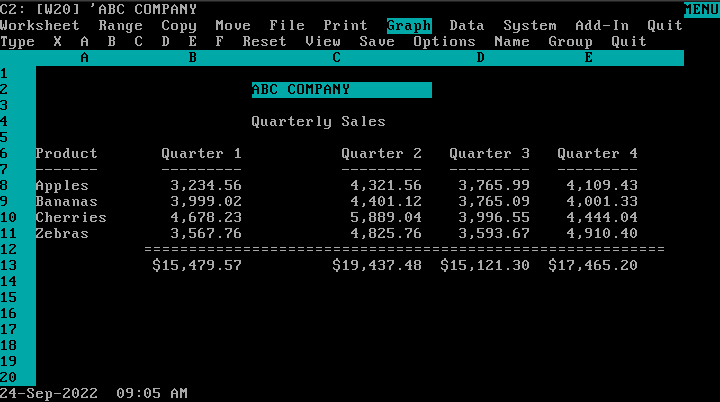 C2: [W20] 'ABC COMPANY MENU
Worksheet Range Copy Move File Print Graph Data System Add-In Quit
Type X A B C D E F Reset View Save Options Name Group Quit
A B C D E
1
2 ABC COMPANY
3
4 Quarterly Sales
5
6 Product Quarter 1 Quarter 2 Quarter 3 Quarter 4
7 ------- --------- --------- --------- ---------
8 Apples 3,234.56 4,321.56 3,765.99 4,109.43
9 Bananas 3,999.02 4,401.12 3,765.09 4,001.33
10 Cherries 4,678.23 5,889.04 3,996.55 4,444.04
11 Zebras 3,567.76 4,825.76 3,593.67 4,910.40
12 ==========================================================
13 $15,479.57 $19,437.48 $15,121.30 $17,465.20
14
15
16
17
18
19
20
24-Sep-2022 09:05 AM